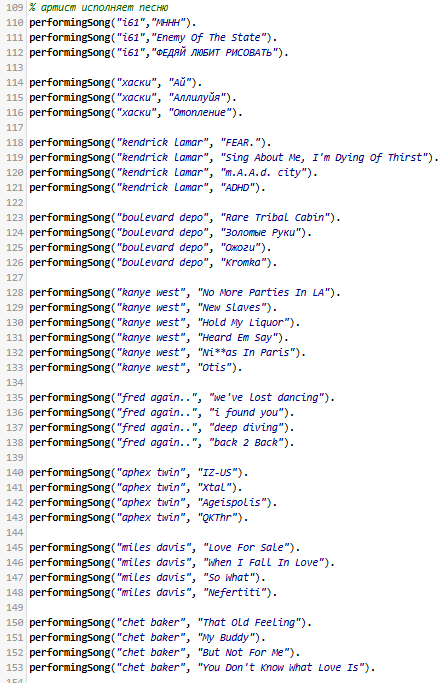 109 % артист исполняем песню
110 performingSong("i61","МННН").
111 performingSong("i61","Enemy Of The State").
112 performingSong("i61","ФЕДЯЙ ЛЮБИТ РИСОВАТЬ").
113
114 performingSong("хаски", "Ай").
115 performingSong("хаски", "Аллилуйя").
116 performingSong("хаски", "Отопление").
117
118 performingSong("kendrick lamar", "FEAR.").
119 performingSong("kendrick lamar", "Sing About Me, I'm Dying Of Thirst").
120 performingSong("kendrick lamar", "m.A.A.d. city").
121 performingSong("kendrick lamar", "ADHD").
122
123 performingSong("boulevard depo", "Rare Tribal Cabin").
124 performingSong("boulevard depo", "Золотые Руки").
125 performingSong("boulevard depo", "Ожоги").
126 performingSong("boulevard depo", "Kromka").
127
128 performingSong("kanye west", "No More Parties In LA").
129 performingSong("kanye west", "New Slaves").
130 performingSong("kanye west", "Hold My Liquor").
131 performingSong("kanye west", "Heard Em Say").
132 performingSong("kanye west", "Ni**as In Paris").
133 performingSong("kanye west", "Otis").
134
135 performingSong("fred again..", "we've lost dancing").
136 performingSong("fred again..", "i found you").
137 performingSong("fred again..", "deep diving").
138 performingSong("fred again..", "back 2 Back").
139
140 performingSong("aphex twin", "IZ-US").
141 performingSong("aphex twin", "Xtal").
142 performingSong("aphex twin", "Ageispolis").
143 performingSong("aphex twin", "QKThr").
144
145 performingSong("miles davis", "Love For Sale").
146 performingSong("miles davis", "When I Fall In Love").
147 performingSong("miles davis", "So What").
148 performingSong("miles davis", "Nefertiti").
149
150 performingSong("chet baker", "That Old Feeling").
151 performingSong("chet baker", "My Buddy").
152 performingSong("chet baker", "But Not For Me").
153 performingSong("chet baker", "You Don't Know What Love Is").